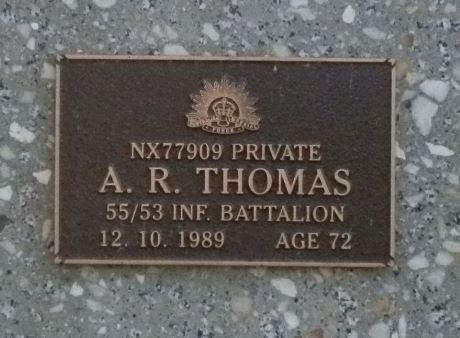 NX77909 PRIVATE
A. R. THOMAS
55/53 INF. BATTALION
12. 10. 1989 AGE 72